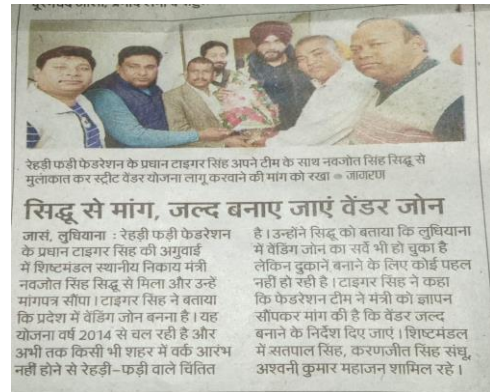 रेहड़ी फड़ी फेडरेशन के प्रधान टाइगर सिंह अपने टीम के साथ नवजोत सिंह सिद्धू से
मुलाकात कर स्ट्रीट वेंडर योजना लागू करवाने की मांग को रखा ● जागरण
सिद्धू से मांग, जल्द बनाए जाएं वेंडर जोन
जासं, लुधियाना : रेहड़ी फड़ी फेडरेशन
के प्रधान टाइगर सिंह की अगुवाई
में शिष्टमंडल स्थानीय निकाय मंत्री
नवजोत सिंह सिद्धू से मिला और उन्हें
मांगपत्र सौंपा। टाइगर सिंह ने बताया
कि प्रदेश में वेंडिंग जोन बनना है। यह
योजना वर्ष 2014 से चल रही है और
अभी तक किसी भी शहर में वर्क आरंभ
नहीं होने से रेहड़ी-फड़ी वाले चिंतित
है। उन्होंने सिद्धू को बताया कि लुधियाना
में वेंडिंग जोन का सर्वे भी हो चुका है
लेकिन दुकानें बनाने के लिए कोई पहल
नहीं हो रही है। टाइगर सिंह ने कहा
कि फेडरेशन टीम ने मंत्री को ज्ञापन
सौंपकर मांग की है कि वेंडर जल्द
बनाने के निर्देश दिए जाएं। शिष्टमंडल
में सतपाल सिंह, करणजीत सिंह संधू,
अश्वनी कुमार महाजन शामिल रहे।